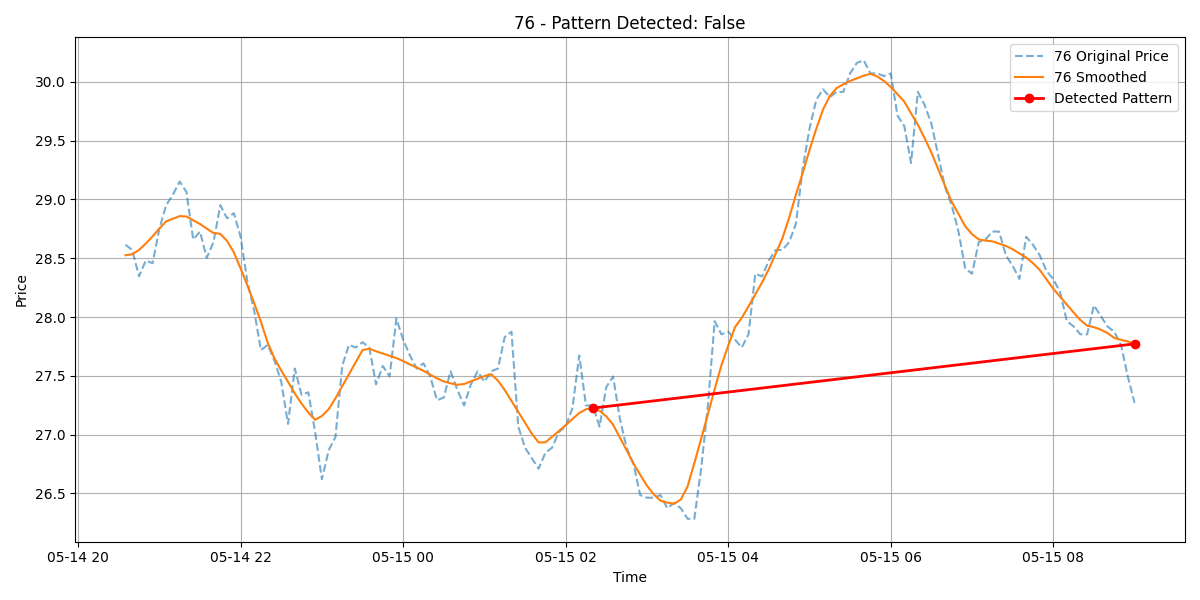 76 - Pattern Detected: False
76 Original Price
76 Smoothed
Detected Pattern
Price
30.0
29.5
29.0
28.5
28.0
27.5
27.0
26.5
05-14 20
05-14 22
05-15 00
05-15 02
05-15 04
05-15 06
05-15 08
Time